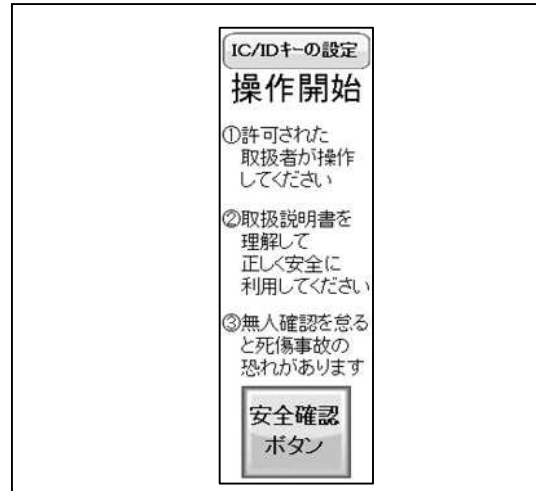 IC/IDキーの設定
操作開始
①許可された
取扱者が操作
してください
②取扱説明書を
理解して
正しく安全に
利用してください
③無人確認を怠る
と死傷事故の
恐れがあります
安全確認
ボタン